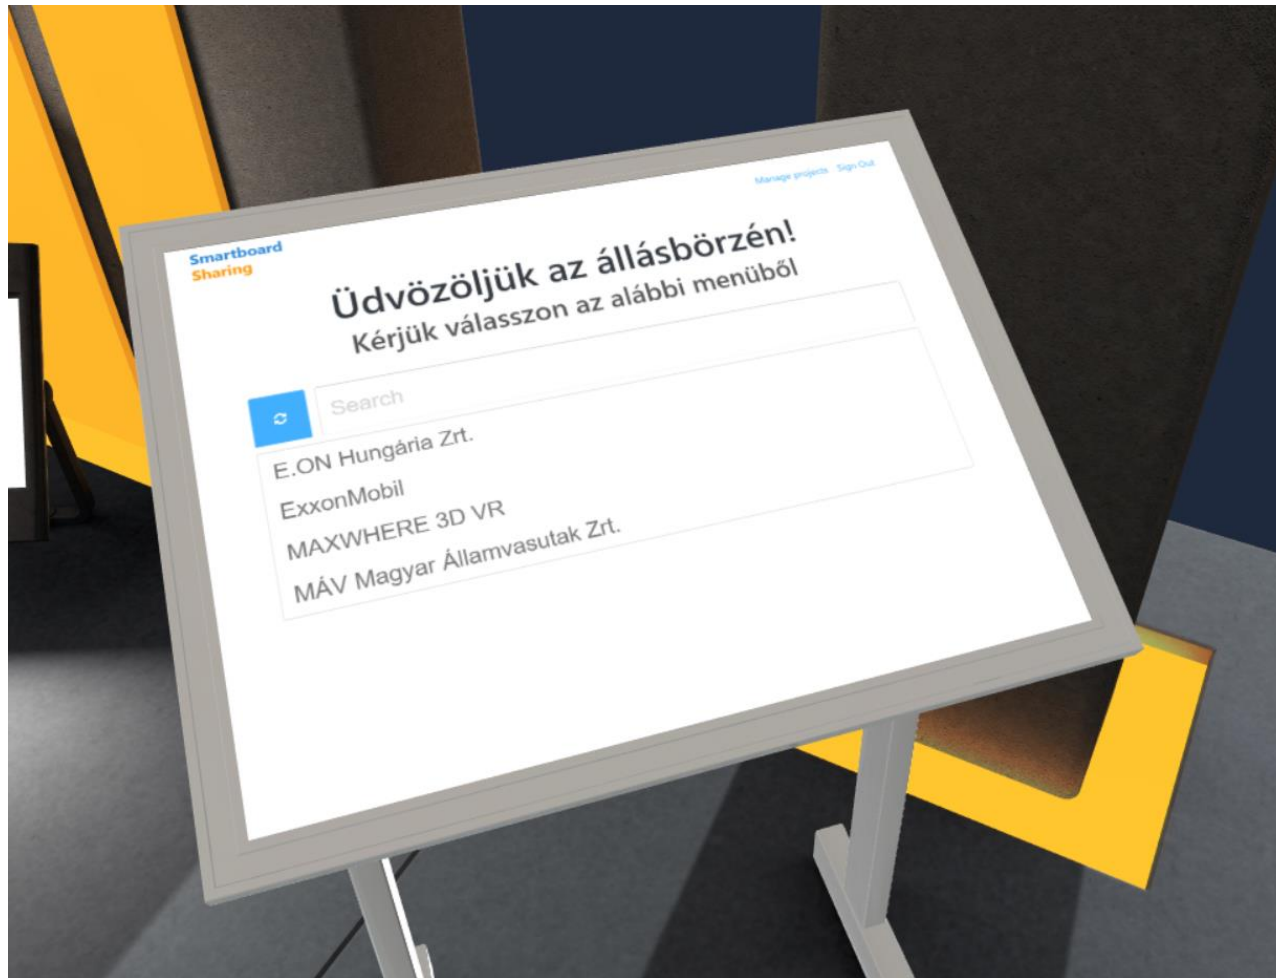 Manage projects Sign Out
Smartboard
Sharing
Üdvözöljük az állásbörzén!
Kérjük válasszon az alábbi menüből
Search
E.ON Hungária Zrt.
ExxonMobil
MAXWHERE 3D VR
MÁV Magyar Államvasutak Zrt.